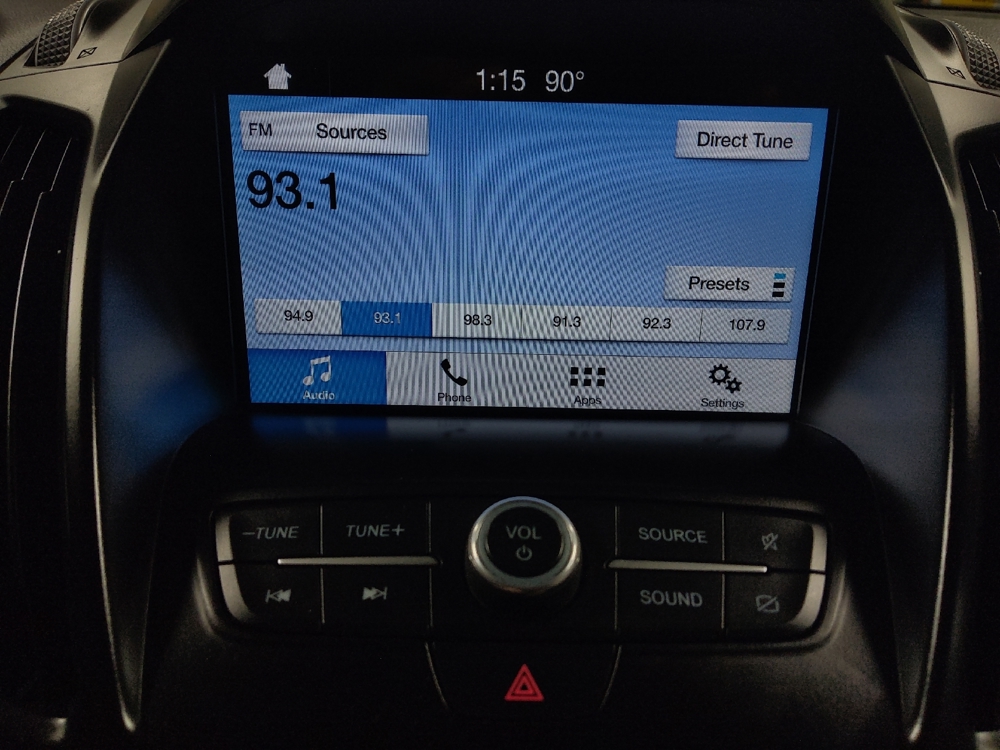 1:15 90°
FM Sources
Direct Tune
93.1
Presets
94.9 93.1 98.3 91.3 92.3 107.9
Audio Phone Apps Settings
–TUNE TUNE+ VOL SOURCE
SOUND